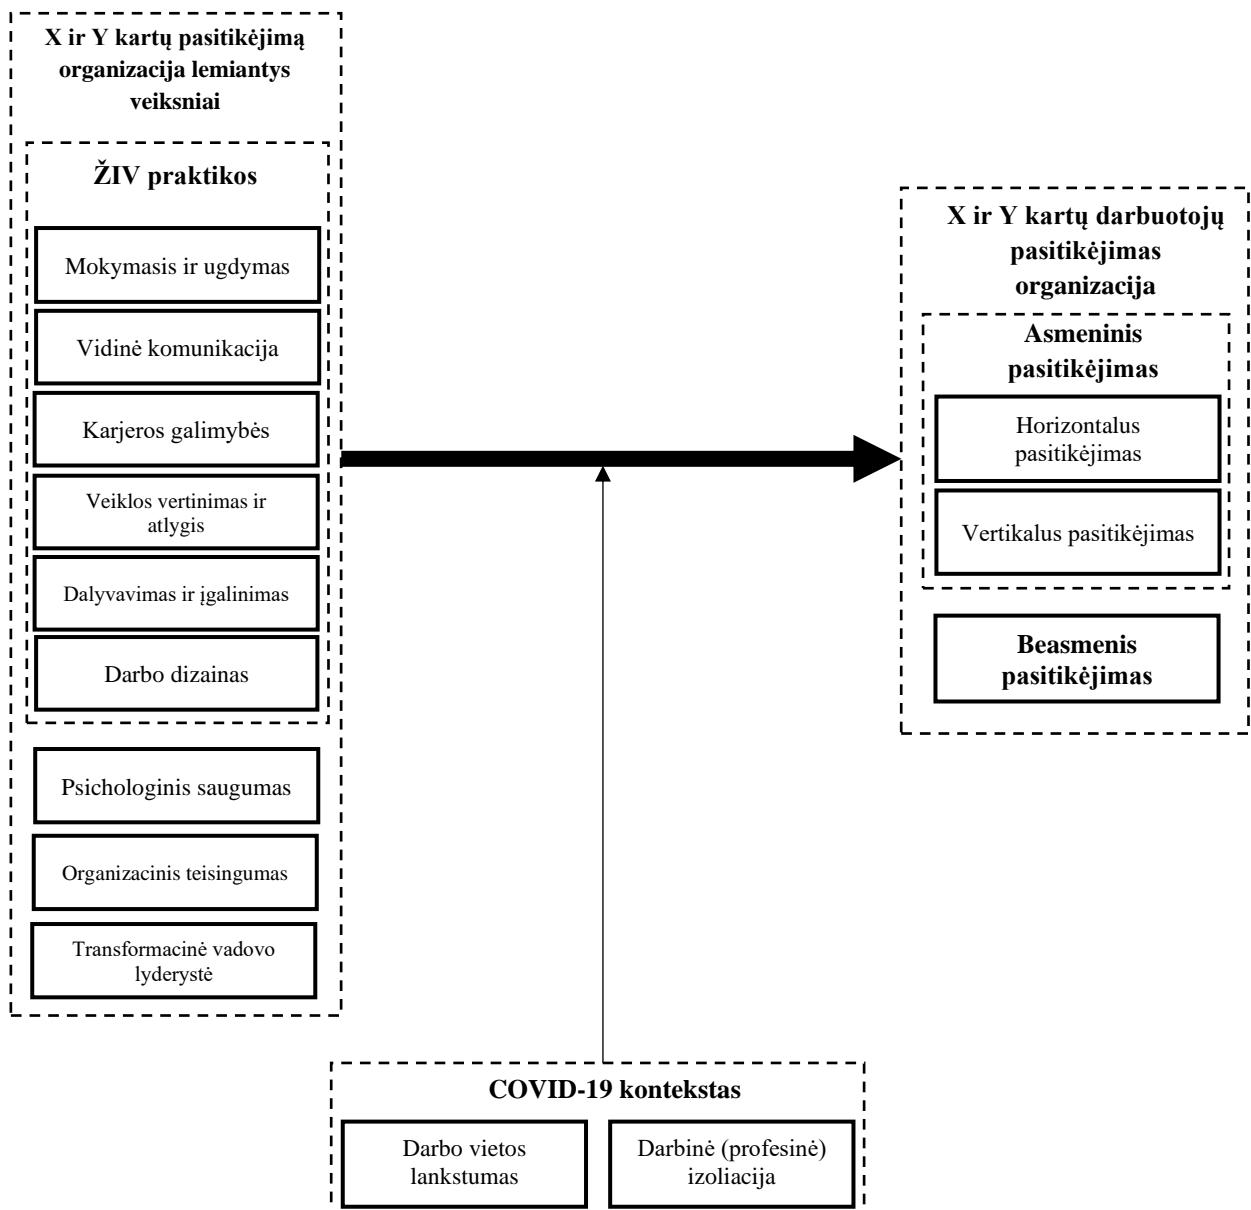 X ir Y kartų pasitikėjimą
organizacija lemiantys
veiksniai
ŽIV praktikos
Mokymasis ir ugdymas
Vidinė komunikacija
Karjeros galimybės
Veiklos vertinimas ir
atlygis
Dalyvavimas ir įgalinimas
Darbo dizainas
Psichologinis saugumas
Organizacinis teisingumas
Transformacinė vadovo
lyderystė
X ir Y kartų darbuotojų
pasitikėjimas
organizacija
Asmeninis
pasitikėjimas
Horizontalus
pasitikėjimas
Vertikalus pasitikėjimas
Beasmenis
pasitikėjimas
COVID-19 kontekstas
Darbo vietos
lankstumas
Darbinė (profesinė)
izoliacija